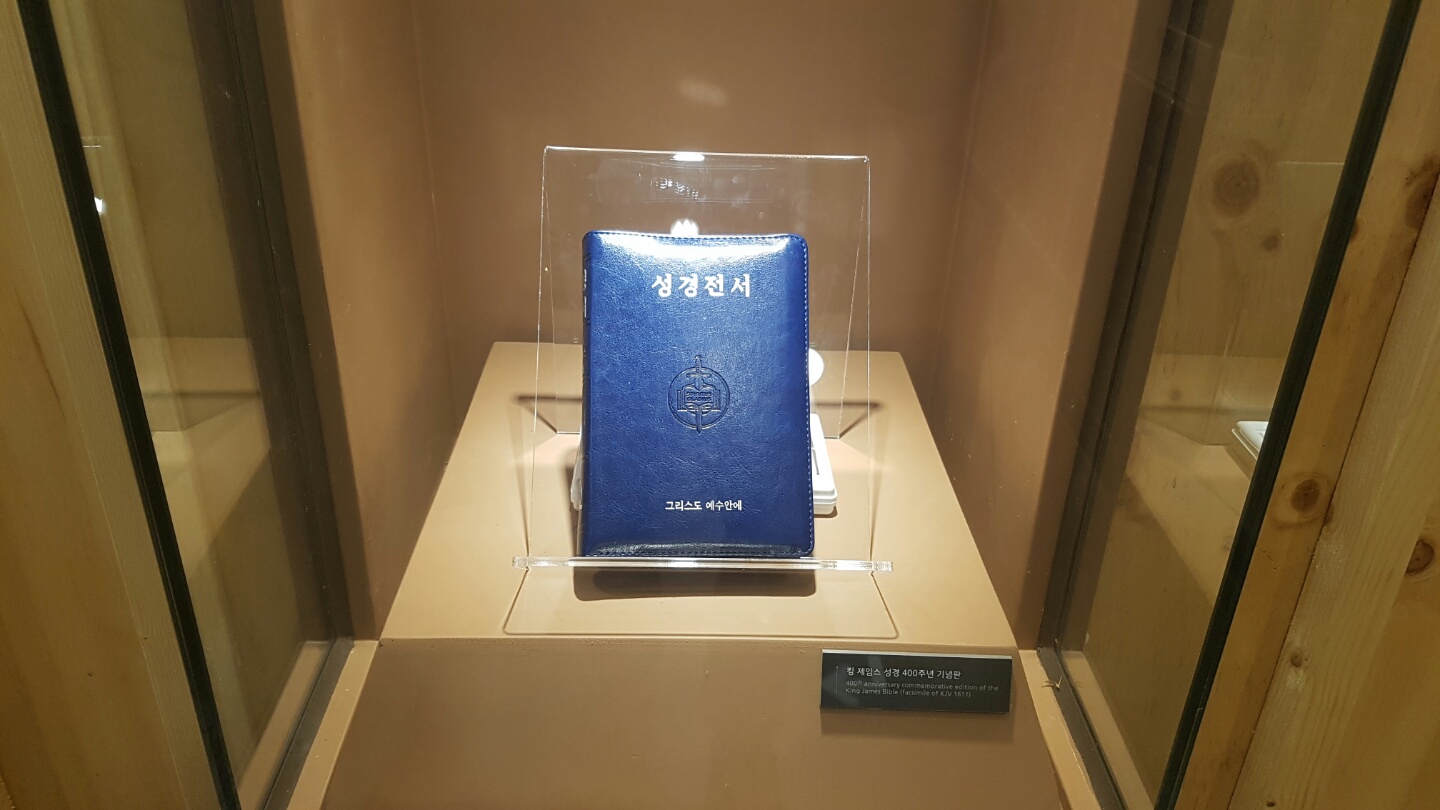 성경전서
그리스도 예수안에
킹 제임스 성경 400주년 기념판
400th anniversary commemorative edition of the
King James Bible (facsimile of KJV 1611)